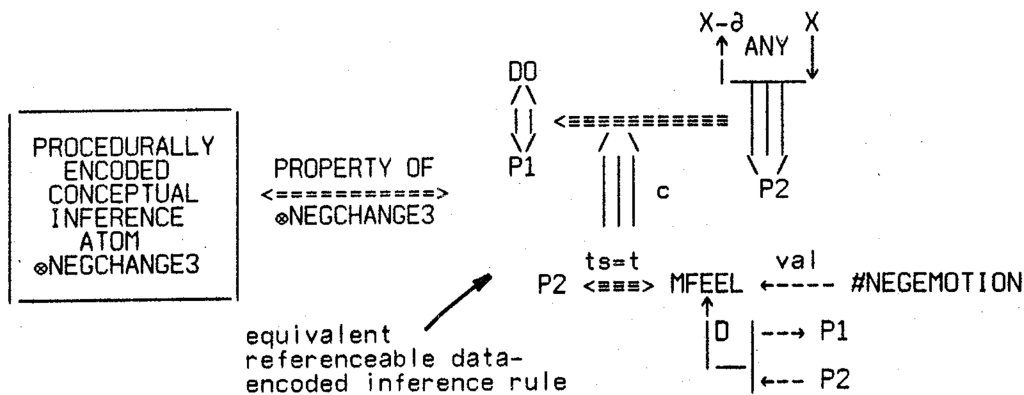 X-∂ X
ANY
DO
P1
P2
c
PROCEDURALLY
ENCODED
CONCEPTUAL
INFERENCE
ATOM
⊗NEGCHANGE3
PROPERTY OF
<===========>
⊗NEGCHANGE3
ts=t
P2 <≡≡≡> MFEEL
val
<---- #NEGEMOTION
D
---> P1
<--- P2
equivalent
referenceable data-
encoded inference rule